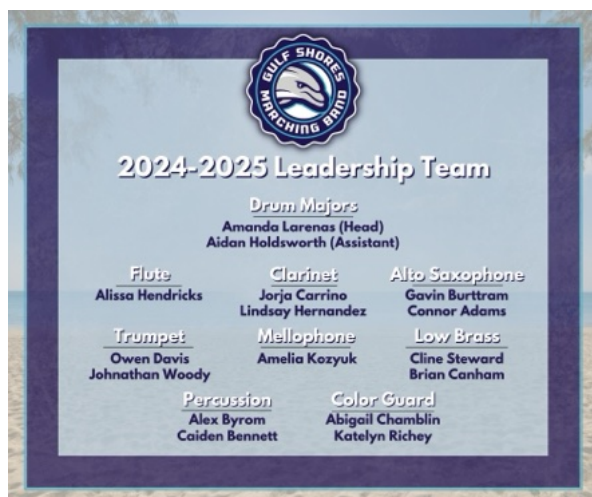 GULF SHORES
MARCHING BAND
2024-2025 Leadership Team
Drum Majors
Amanda Larenas (Head)
Aidan Holdsworth (Assistant)
Flute
Alissa Hendricks
Clarinet
Jorja Carrino
Lindsay Hernandez
Alto Saxophone
Gavin Burttram
Connor Adams
Trumpet
Owen Davis
Johnathan Woody
Mellophone
Amelia Kozyuk
Low Brass
Cline Steward
Brian Canham
Percussion
Alex Byrom
Caiden Bennett
Color Guard
Abigail Chamblin
Katelyn Richey